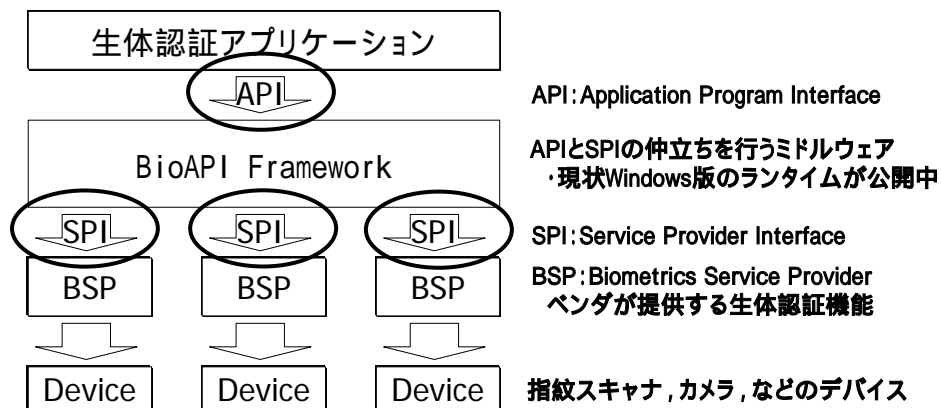 生体認証アプリケーション
API
API:Application Program Interface
BioAPI Framework
APIとSPIの仲立ちを行うミドルウェア
・現状Windows版のランタイムが公開中
SPI SPI SPI
SPI:Service Provider Interface
BSP BSP BSP
BSP:Biometrics Service Provider
ベンダが提供する生体認証機能
Device Device Device
指紋スキャナ,カメラ,などのデバイス